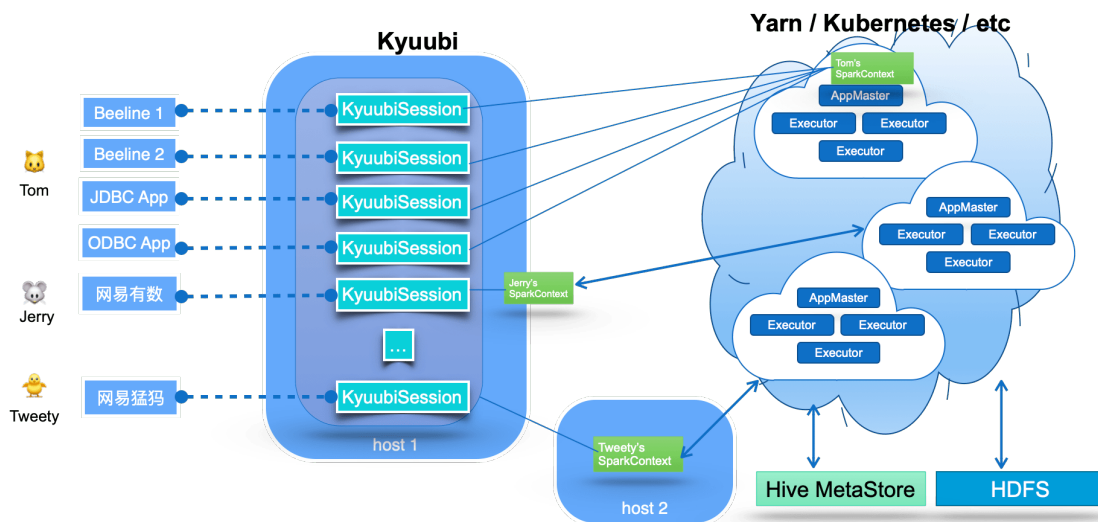 Kyuubi
Yarn / Kubernetes / etc
Tom
Jerry
Tweety
Beeline 1
Beeline 2
JDBC App
ODBC App
网易有数
网易猛犸
KyuubiSession
KyuubiSession
KyuubiSession
KyuubiSession
KyuubiSession
...
KyuubiSession
host 1
Jerry's
SparkContext
Tweety's
SparkContext
host 2
Tom's
SparkContext
AppMaster
Executor
Executor
Executor
AppMaster
Executor
Executor
Executor
AppMaster
Executor
Executor
Executor
Hive MetaStore
HDFS